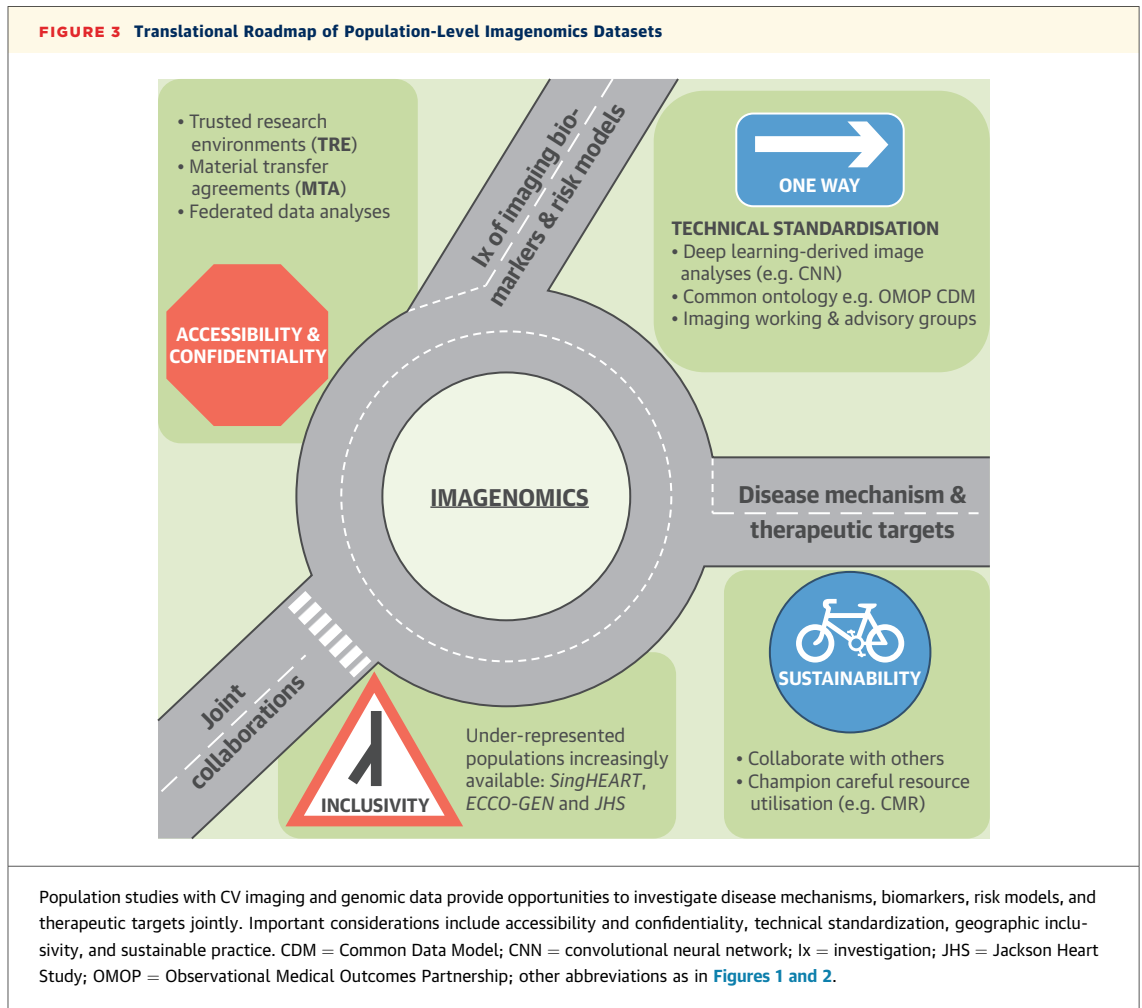 FIGURE 3 Translational Roadmap of Population-Level Imagenomics Datasets
• Trusted research
environments (TRE)
• Material transfer
agreements (MTA)
• Federated data analyses
ACCESSIBILITY &
CONFIDENTIALITY
Ix of imaging bio-
markers & risk models
ONE WAY
TECHNICAL STANDARDISATION
• Deep learning-derived image
analyses (e.g. CNN)
• Common ontology e.g. OMOP CDM
• Imaging working & advisory groups
IMAGENOMICS
Disease mechanism &
therapeutic targets
Joint
collaborations
INCLUSIVITY
Under-represented
populations increasingly
available: SingHEART,
ECCO-GEN and JHS
SUSTAINABILITY
• Collaborate with others
• Champion careful resource
utilisation (e.g. CMR)
Population studies with CV imaging and genomic data provide opportunities to investigate disease mechanisms, biomarkers, risk models, and
therapeutic targets jointly. Important considerations include accessibility and confidentiality, technical standardization, geographic inclu-
sivity, and sustainable practice. CDM = Common Data Model; CNN = convolutional neural network; Ix = investigation; JHS = Jackson Heart
Study; OMOP = Observational Medical Outcomes Partnership; other abbreviations as in Figures 1 and 2.